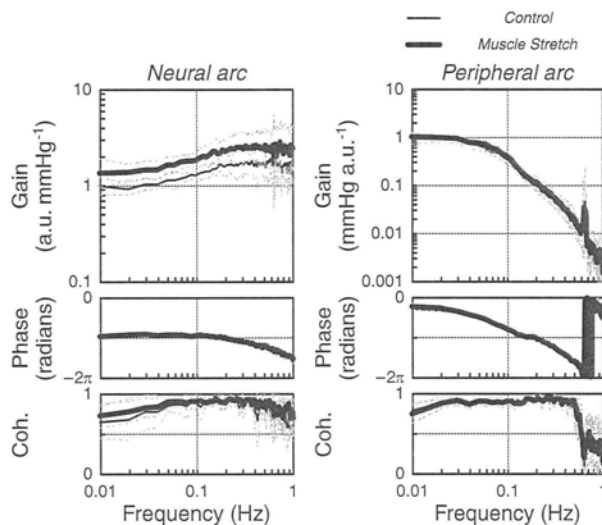 Control
Muscle Stretch
Neural arc
Peripheral arc
10
1
0.1
Gain
(a.u. mmHg⁻¹)
10
1
0.1
0.01
0.001
Gain
(mmHg a.u.⁻¹)
0
−2π
Phase
(radians)
0
−2π
Phase
(radians)
1
0
Coh.
1
0
Coh.
0.01 0.1 1
0.01 0.1 1
Frequency (Hz)
Frequency (Hz)